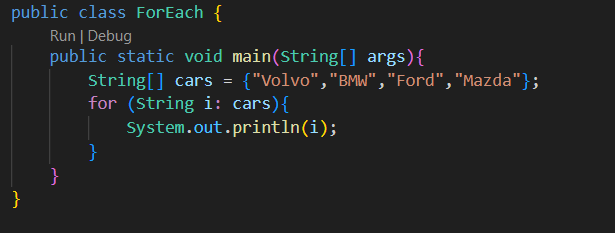 public class ForEach {
Run | Debug
public static void main(String[] args){
String[] cars = {"Volvo","BMW","Ford","Mazda"};
for (String i: cars){
System.out.println(i);
}
}
}